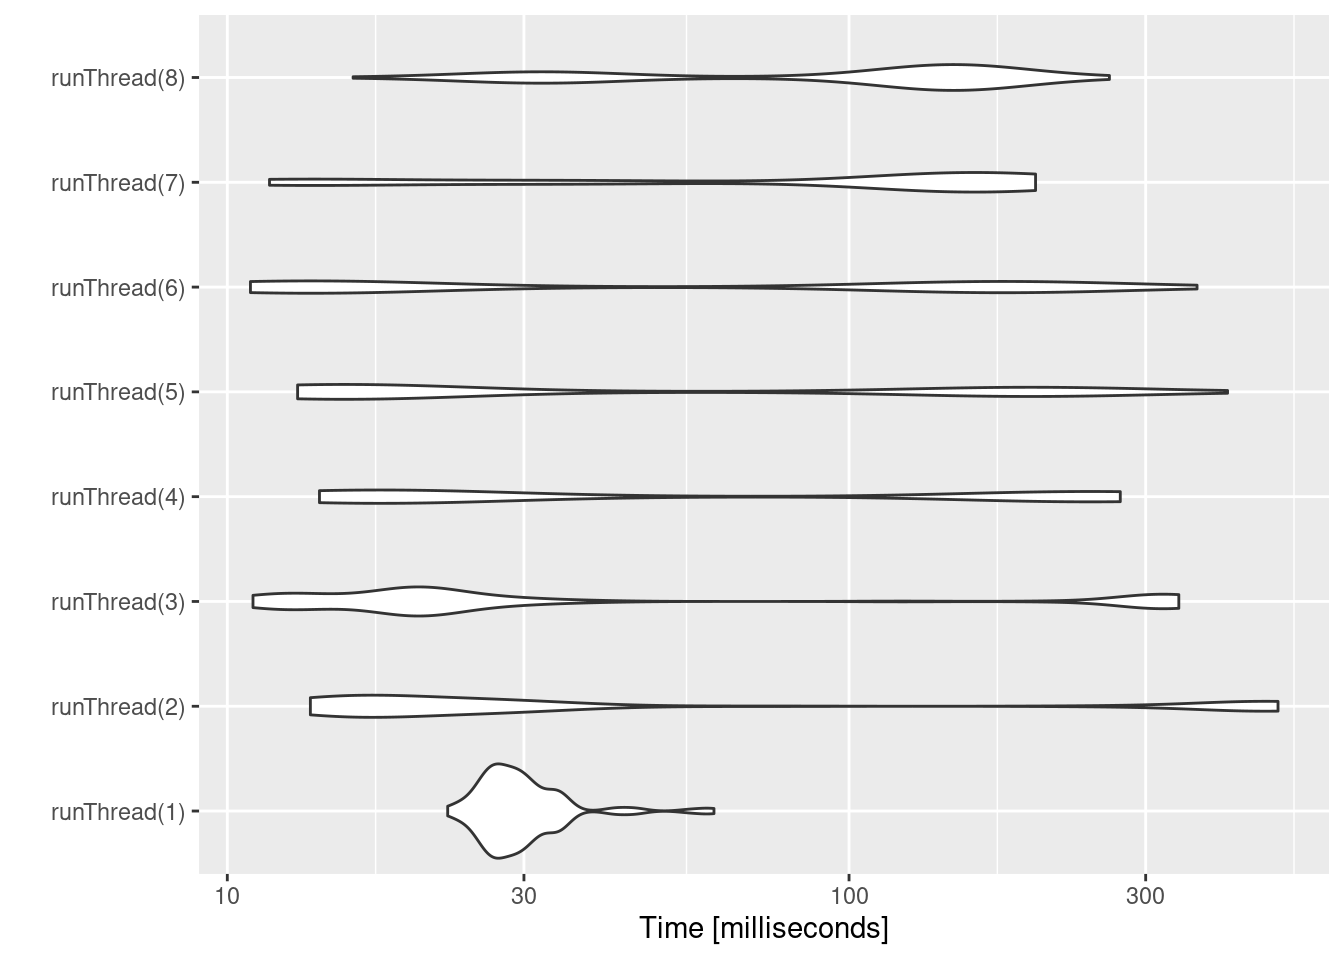 runThread(8)
runThread(7)
runThread(6)
runThread(5)
runThread(4)
runThread(3)
runThread(2)
runThread(1)
10 30 100 300
Time [milliseconds]